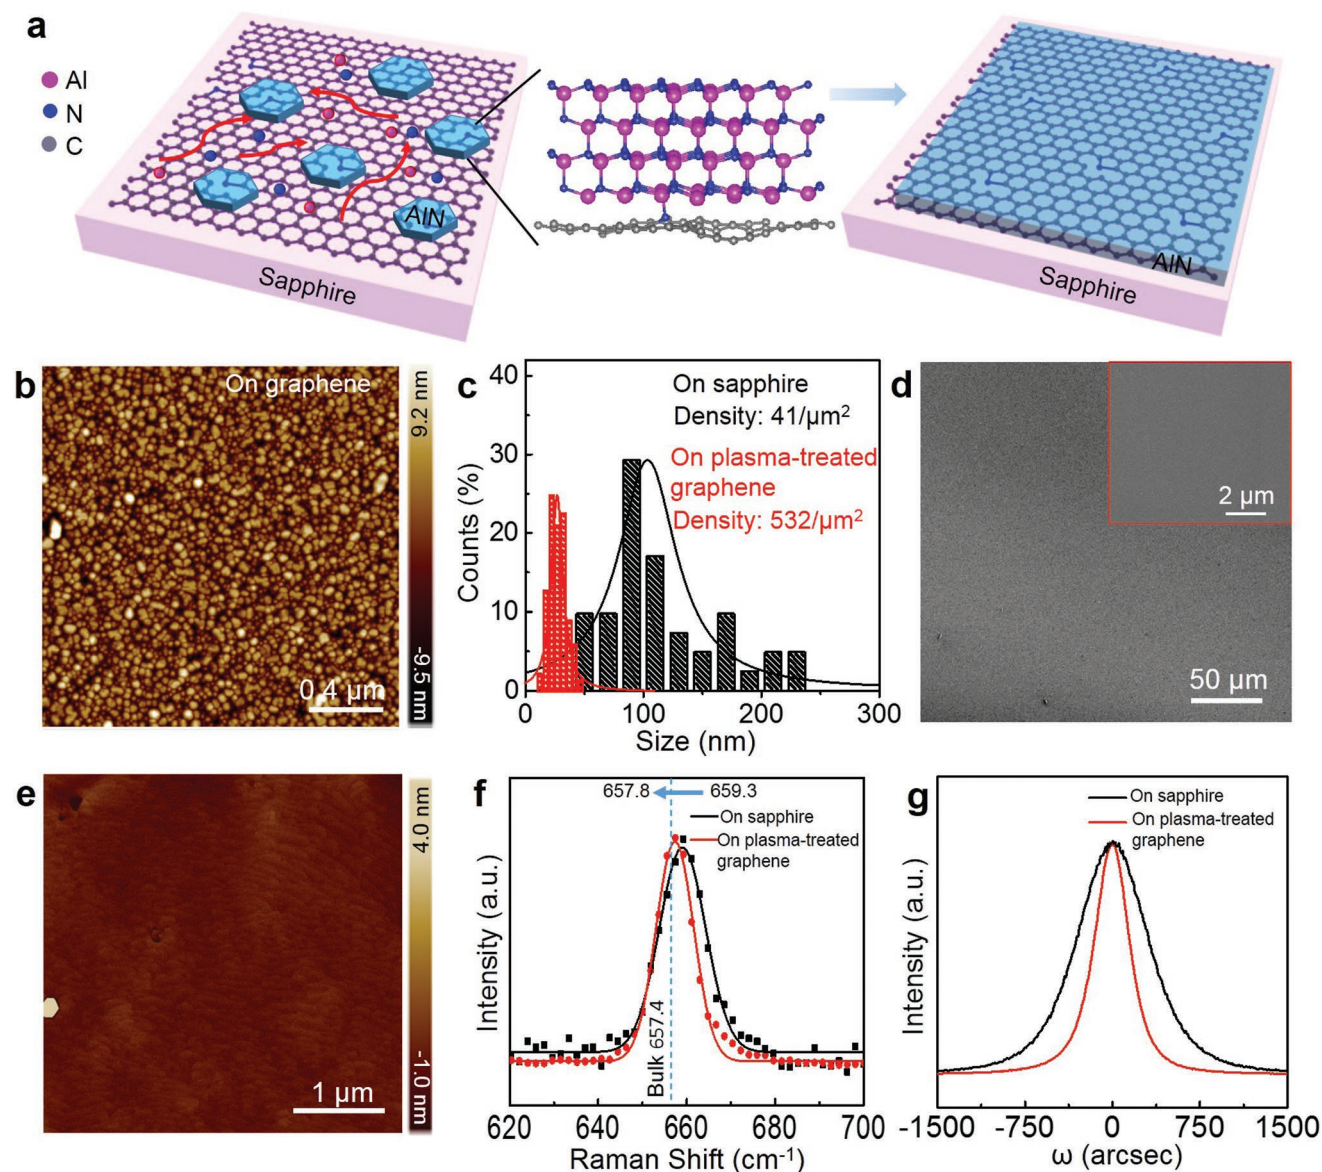 a
Al
N
C
AlN
Sapphire
AlN
Sapphire
b
On graphene
9.2 nm
-9.5 nm
0.4 μm
c
On sapphire
Density: 41/μm²
On plasma-treated
graphene
Density: 532/μm²
40
30
20
10
0
Counts (%)
0 100 200 300
Size (nm)
d
2 μm
50 μm
e
4.0 nm
-1.0 nm
1 μm
f
657.8 659.3
On sapphire
On plasma-treated
graphene
Bulk 657.4
Intensity (a.u.)
620 640 660 680 700
Raman Shift (cm⁻¹)
g
On sapphire
On plasma-treated
graphene
Intensity (a.u.)
-1500 -750 0 750 1500
ω (arcsec)